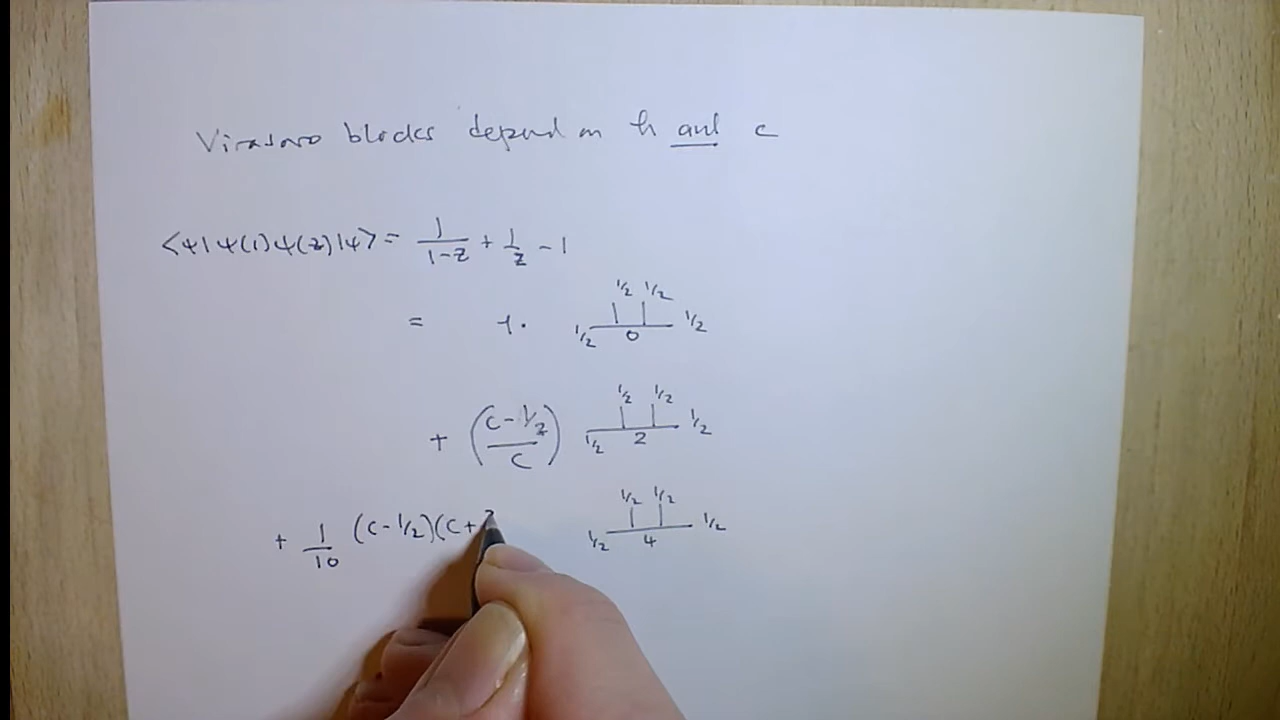 Virasoro blocks depend on h and c
<ψ|ψ(1)ψ(z)|ψ> = 1/(1-z) + 1/z - 1
= 1· 1/2 1/2 1/2 0 1/2
+ ((c-1/2)/c) 1/2 1/2 1/2 2 1/2
+ 1/10 (c-1/2)(c+ 1/2 1/2 1/2 4 1/2